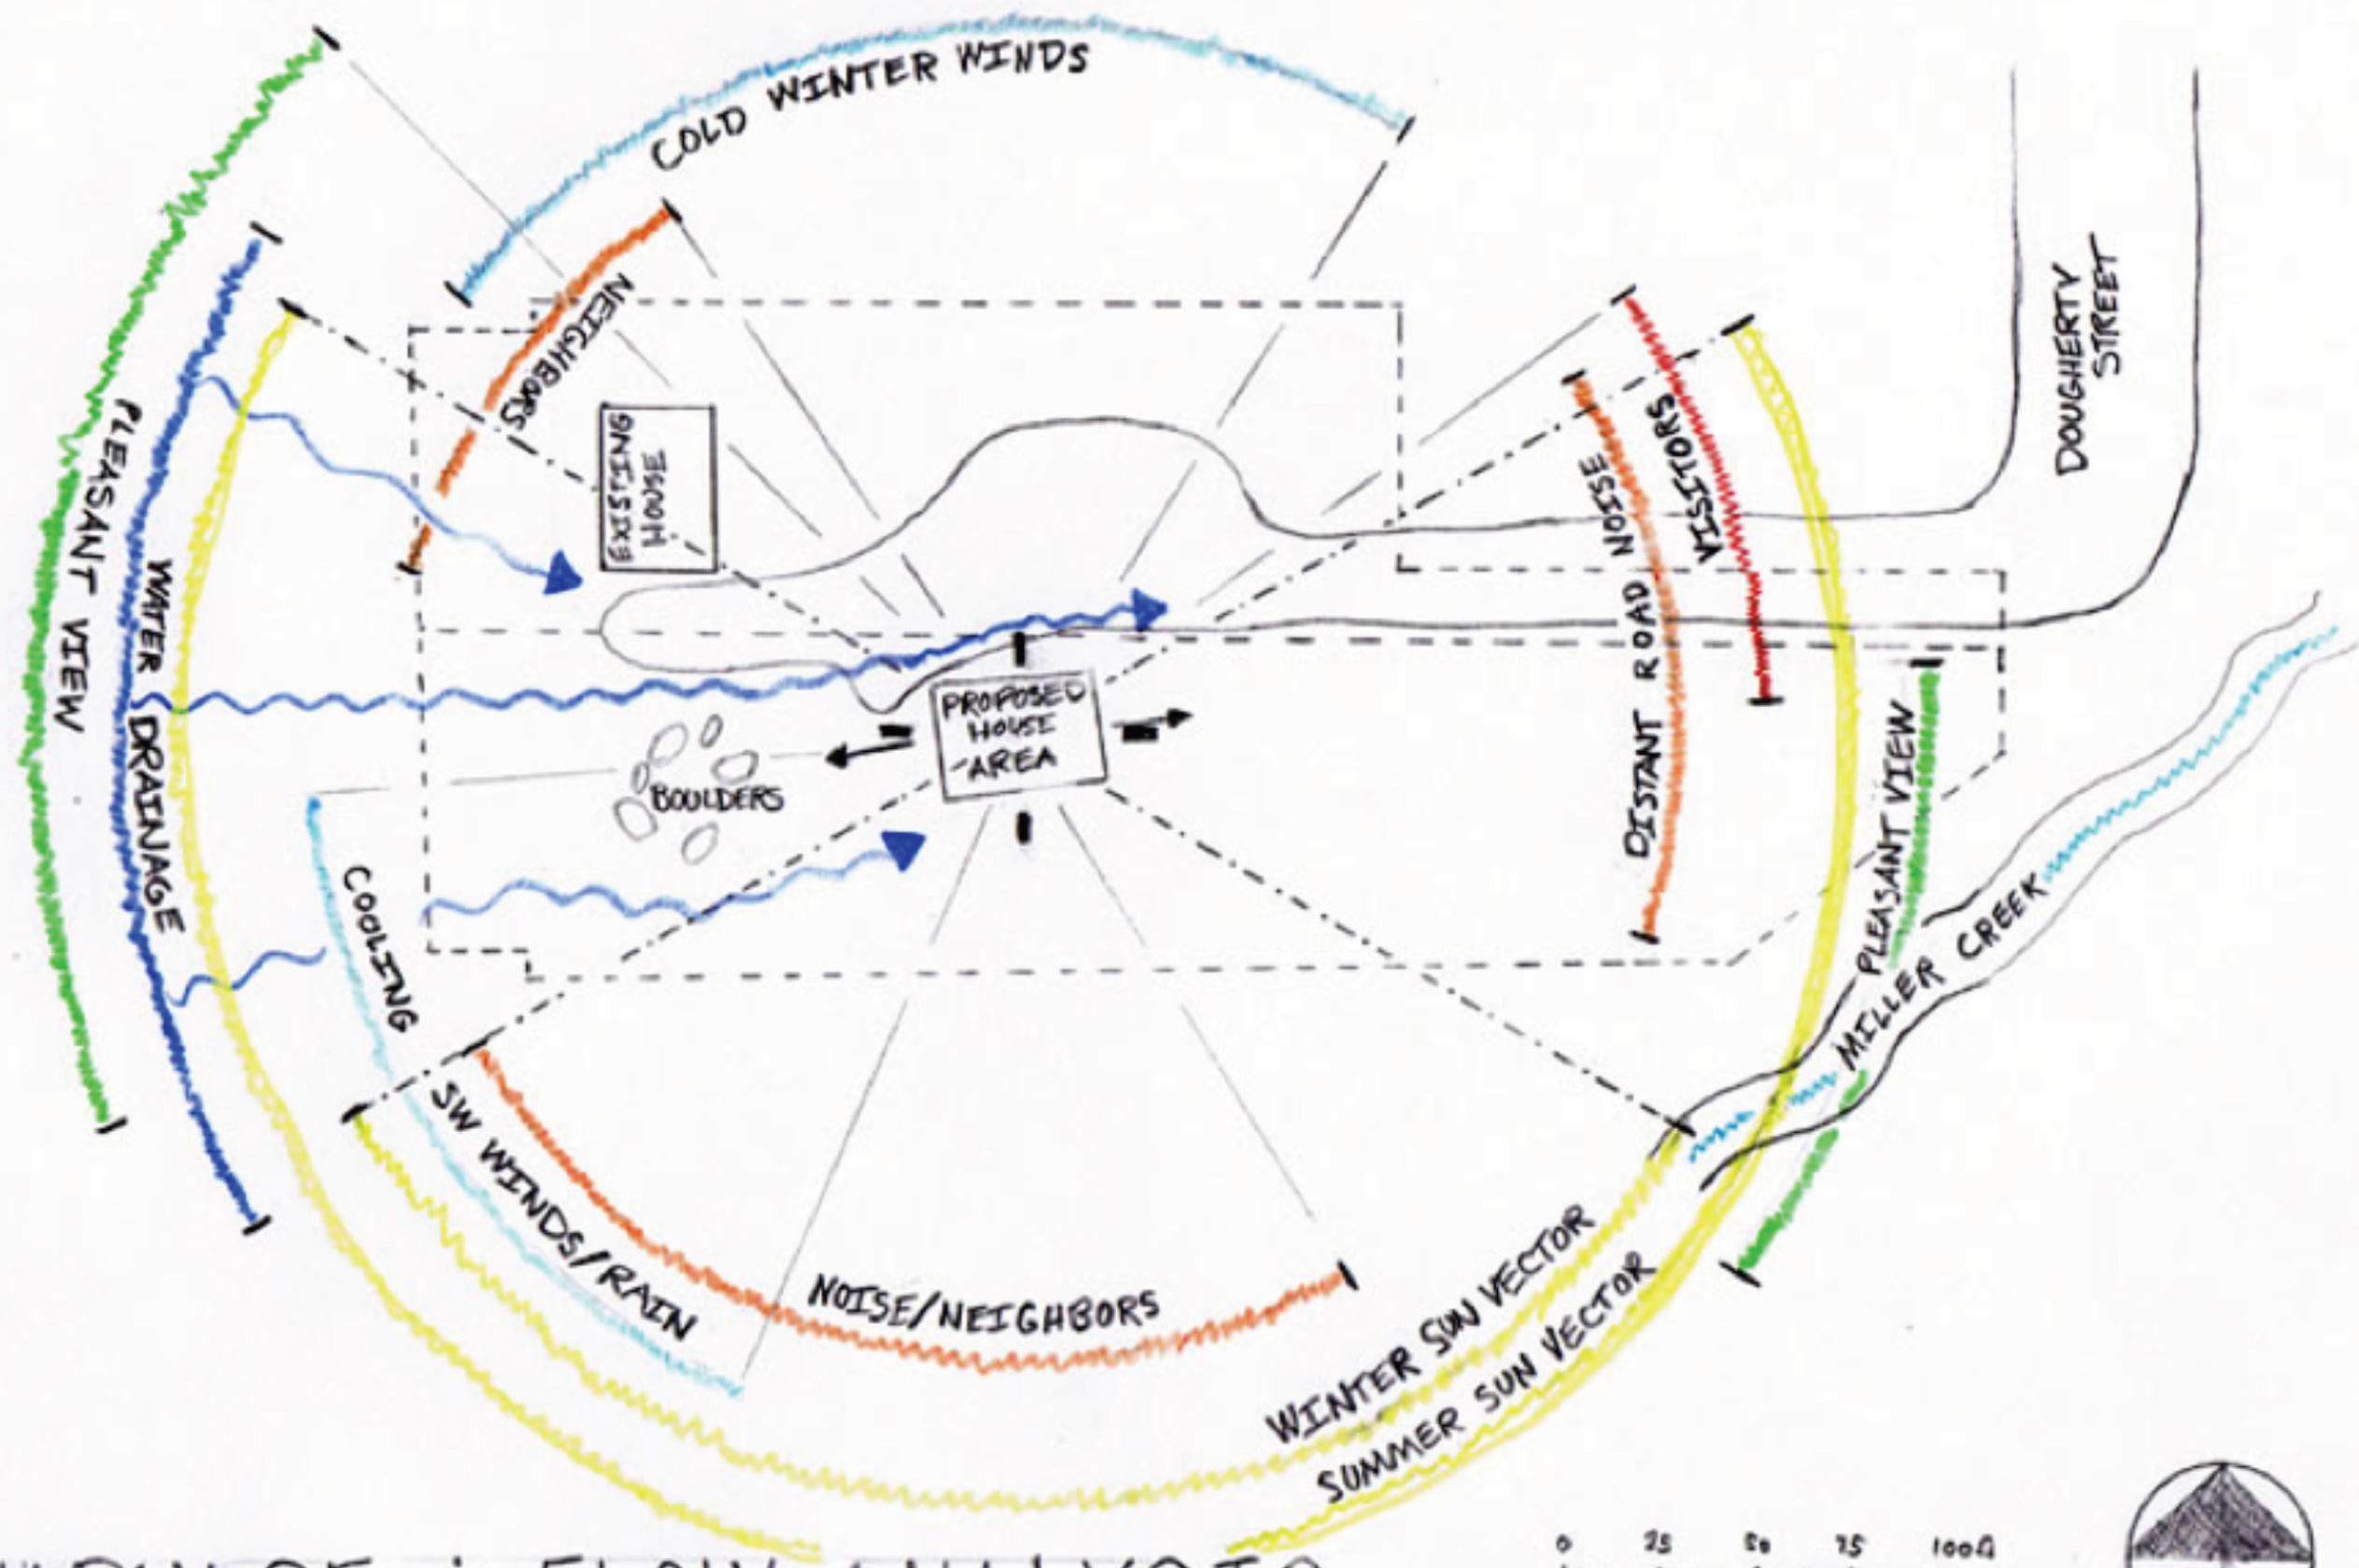 COLD WINTER WINDS
NEIGHBORS
DOUGHERTY
STREET
EXISTING
HOUSE
VISITORS
DISTANT ROAD NOISE
PLEASANT VIEW
WATER DRAINAGE
PROPOSED
HOUSE
AREA
BOULDERS
PLEASANT VIEW
MILLER CREEK
COOLING
SW WINDS/RAIN
NOISE/NEIGHBORS
WINTER SUN VECTOR
SUMMER SUN VECTOR
0 25 50 75 100ft